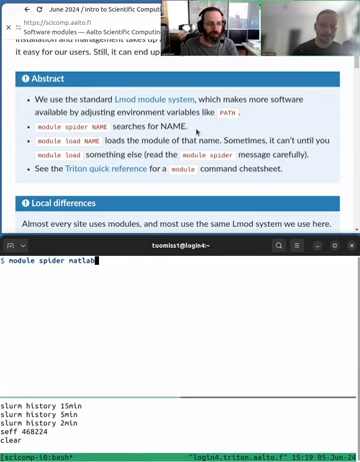 June 2024 / Intro to Scientific Computin
https://scicomp.aalto.fi
Software modules — Aalto Scientific Computin
installation and management takes up
it easy for our users. Still, it can end up
Abstract
• We use the standard Lmod module system, which makes more software
available by adjusting environment variables like PATH .
• module spider NAME searches for NAME.
• module load NAME loads the module of that name. Sometimes, it can't until you
module load something else (read the module spider message carefully).
• See the Triton quick reference for a module command cheatsheet.
Local differences
Almost every site uses modules, and most use the same Lmod system we use here.
tuomiss1@login4:~
$ module spider matlab
slurm history 15min
slurm history 5min
slurm history 2min
seff 468224
clear
[scicomp-i0:bash* "login4.triton.aalto.f" 15:19 05-Jun-24